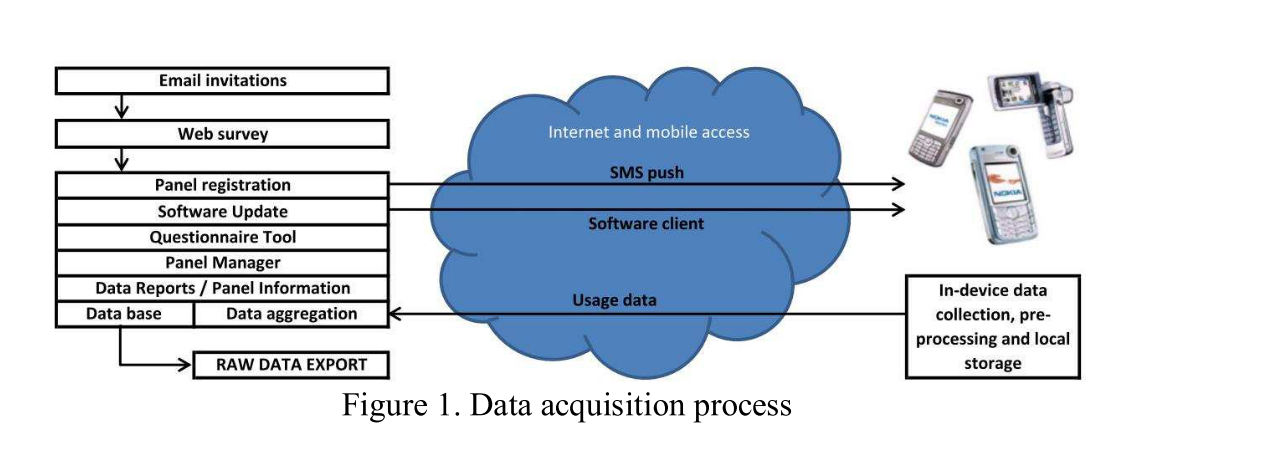 Email invitations
Web survey
Panel registration
Software Update
Questionnaire Tool
Panel Manager
Data Reports / Panel Information
Data base
Data aggregation
RAW DATA EXPORT
Internet and mobile access
SMS push
Software client
Usage data
NOKIA
NOKIA
In-device data
collection, pre-
processing and local
storage
Figure 1. Data acquisition process